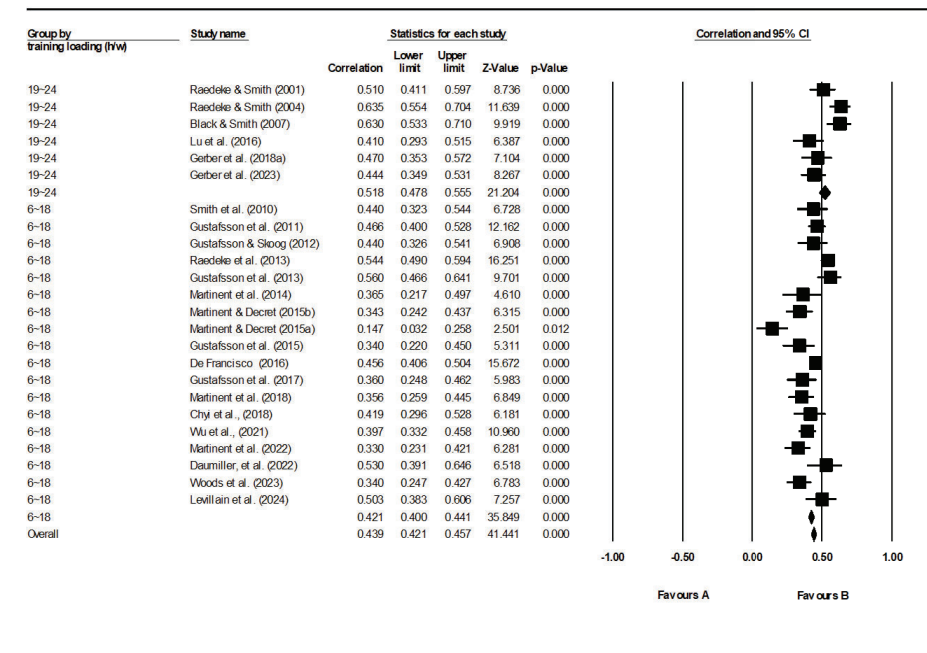 Group by Study name Statistics for each study Correlation and 95% CI
training loading (h/w)
Lower Upper
Correlation limit limit Z-Value p-Value
19~24 Raedeke & Smith (2001) 0.510 0.411 0.597 8.736 0.000
19~24 Raedeke & Smith (2004) 0.635 0.554 0.704 11.639 0.000
19~24 Black & Smith (2007) 0.630 0.533 0.710 9.919 0.000
19~24 Lu et al. (2016) 0.410 0.293 0.515 6.387 0.000
19~24 Gerber et al. (2018a) 0.470 0.353 0.572 7.104 0.000
19~24 Gerber et al. (2023) 0.444 0.349 0.531 8.267 0.000
19~24 0.518 0.478 0.555 21.204 0.000
6~18 Smith et al. (2010) 0.440 0.323 0.544 6.728 0.000
6~18 Gustafsson et al. (2011) 0.466 0.400 0.528 12.162 0.000
6~18 Gustafsson & Skoog (2012) 0.440 0.326 0.541 6.908 0.000
6~18 Raedeke et al. (2013) 0.544 0.490 0.594 16.251 0.000
6~18 Gustafsson et al. (2013) 0.560 0.466 0.641 9.701 0.000
6~18 Martinent et al. (2014) 0.365 0.217 0.497 4.610 0.000
6~18 Martinent & Decret (2015b) 0.343 0.242 0.437 6.315 0.000
6~18 Martinent & Decret (2015a) 0.147 0.032 0.258 2.501 0.012
6~18 Gustafsson et al. (2015) 0.340 0.220 0.450 5.311 0.000
6~18 De Francisco (2016) 0.456 0.406 0.504 15.672 0.000
6~18 Gustafsson et al. (2017) 0.360 0.248 0.462 5.983 0.000
6~18 Martinent et al. (2018) 0.356 0.259 0.445 6.849 0.000
6~18 Chyi et al., (2018) 0.419 0.296 0.528 6.181 0.000
6~18 Wu et al., (2021) 0.397 0.332 0.458 10.960 0.000
6~18 Martinent et al. (2022) 0.330 0.231 0.421 6.281 0.000
6~18 Daumiller, et al. (2022) 0.530 0.391 0.646 6.518 0.000
6~18 Woods et al. (2023) 0.340 0.247 0.427 6.783 0.000
6~18 Levillain et al. (2024) 0.503 0.383 0.606 7.257 0.000
6~18 0.421 0.400 0.441 35.849 0.000
Overall 0.439 0.421 0.457 41.441 0.000
-1.00 -0.50 0.00 0.50 1.00
Favours A Favours B